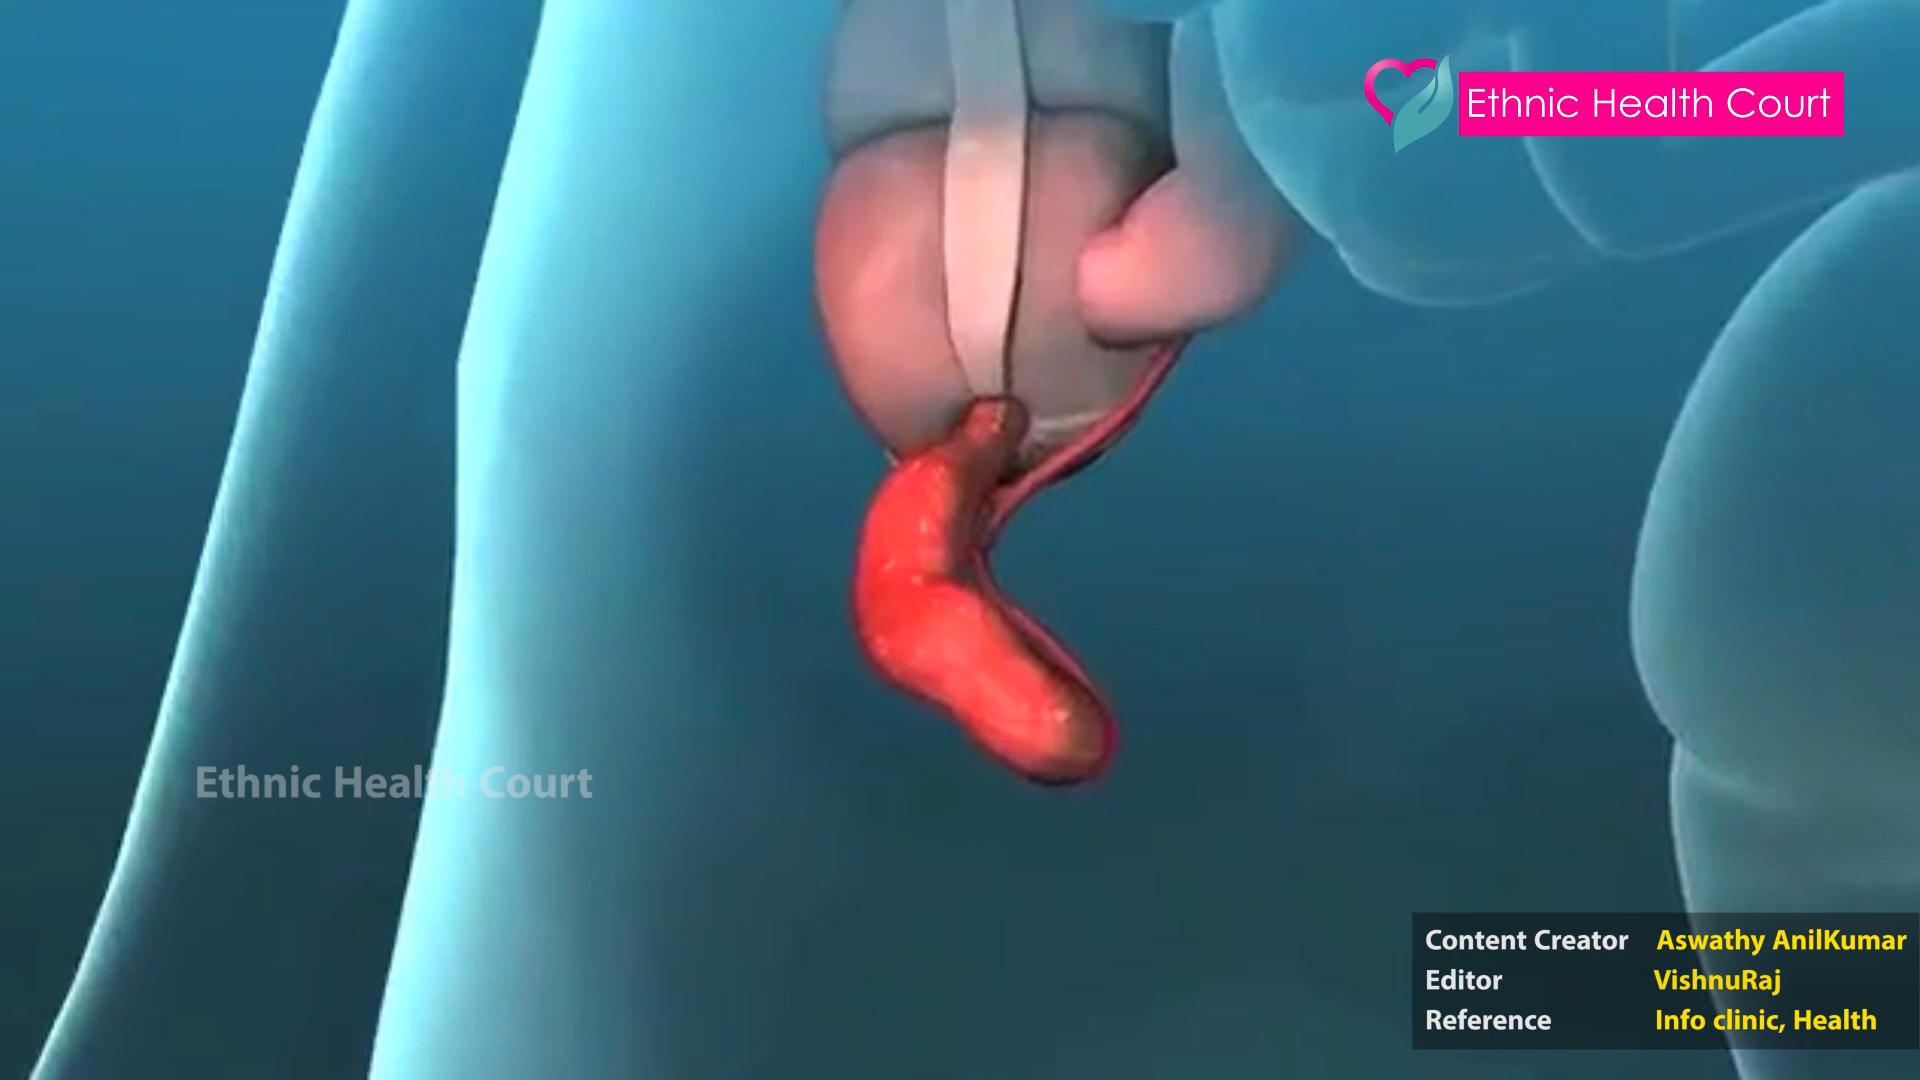 Ethnic Health Court
Ethnic Health Court
Content Creator Aswathy AnilKumar
Editor VishnuRaj
Reference Info clinic, Health